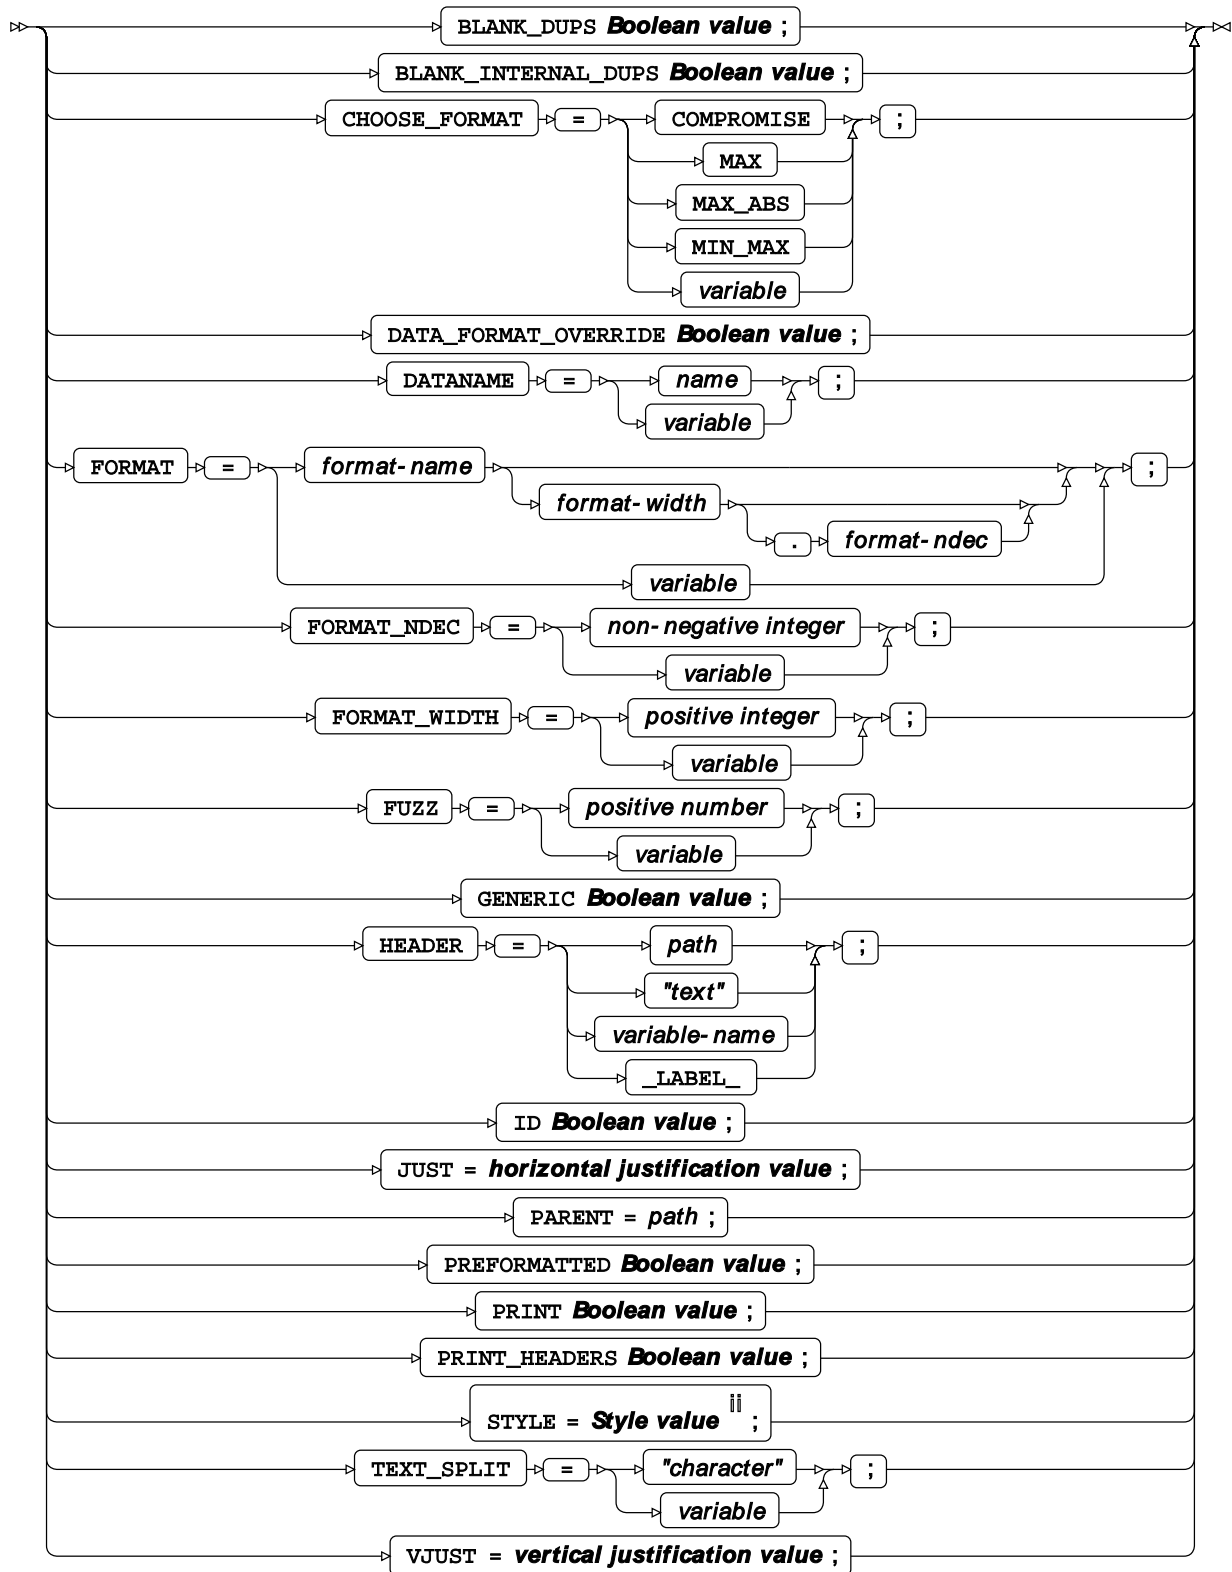 BLANK_DUPS Boolean value ;
BLANK_INTERNAL_DUPS Boolean value ;
CHOOSE_FORMAT = COMPROMISE ;
MAX
MAX_ABS
MIN_MAX
variable
DATA_FORMAT_OVERRIDE Boolean value ;
DATANAME = name ;
variable
FORMAT = format-name ;
format-width
. format-ndec
variable
FORMAT_NDEC = non-negative integer ;
variable
FORMAT_WIDTH = positive integer ;
variable
FUZZ = positive number ;
variable
GENERIC Boolean value ;
HEADER = path ;
"text"
variable-name
_LABEL_
ID Boolean value ;
JUST = horizontal justification value ;
PARENT = path ;
PREFORMATTED Boolean value ;
PRINT Boolean value ;
PRINT_HEADERS Boolean value ;
STYLE = Style value ii ;
TEXT_SPLIT = "character" ;
variable
VJUST = vertical justification value ;